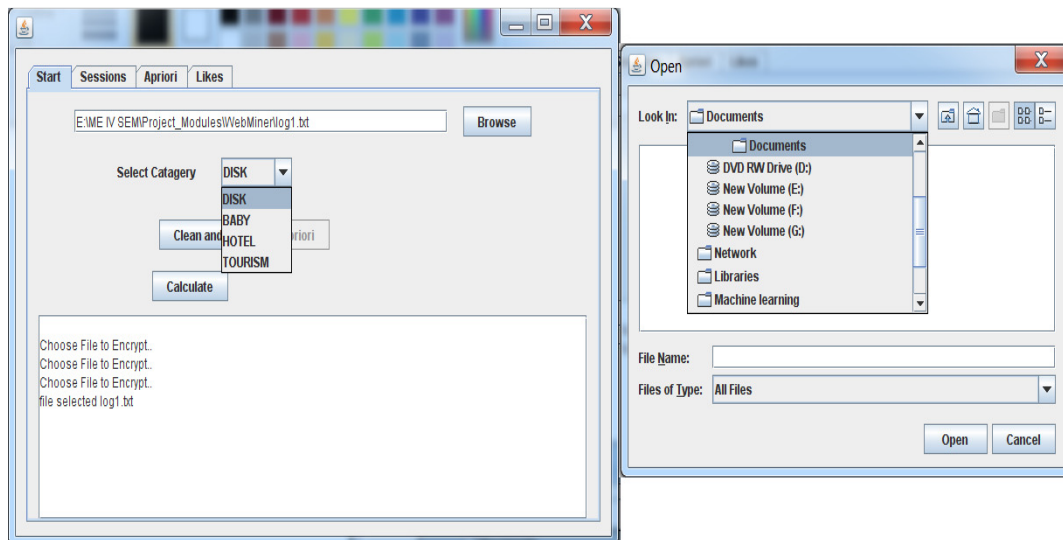 Start Sessions Apriori Likes
E:\ME IV SEM\Project_Modules\WebMiner\log1.txt Browse
Select Catagery DISK
DISK
BABY
HOTEL
TOURISM
Clean and riori
Calculate
Choose File to Encrypt..
Choose File to Encrypt..
Choose File to Encrypt..
file selected log1.txt
Open
Look In: Documents
Documents
DVD RW Drive (D:)
New Volume (E:)
New Volume (F:)
New Volume (G:)
Network
Libraries
Machine learning
File Name:
Files of Type: All Files
Open Cancel